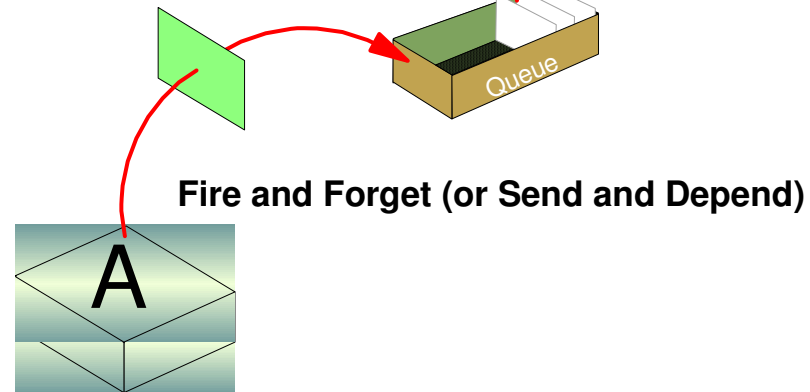 Queue
Fire and Forget (or Send and Depend)
A